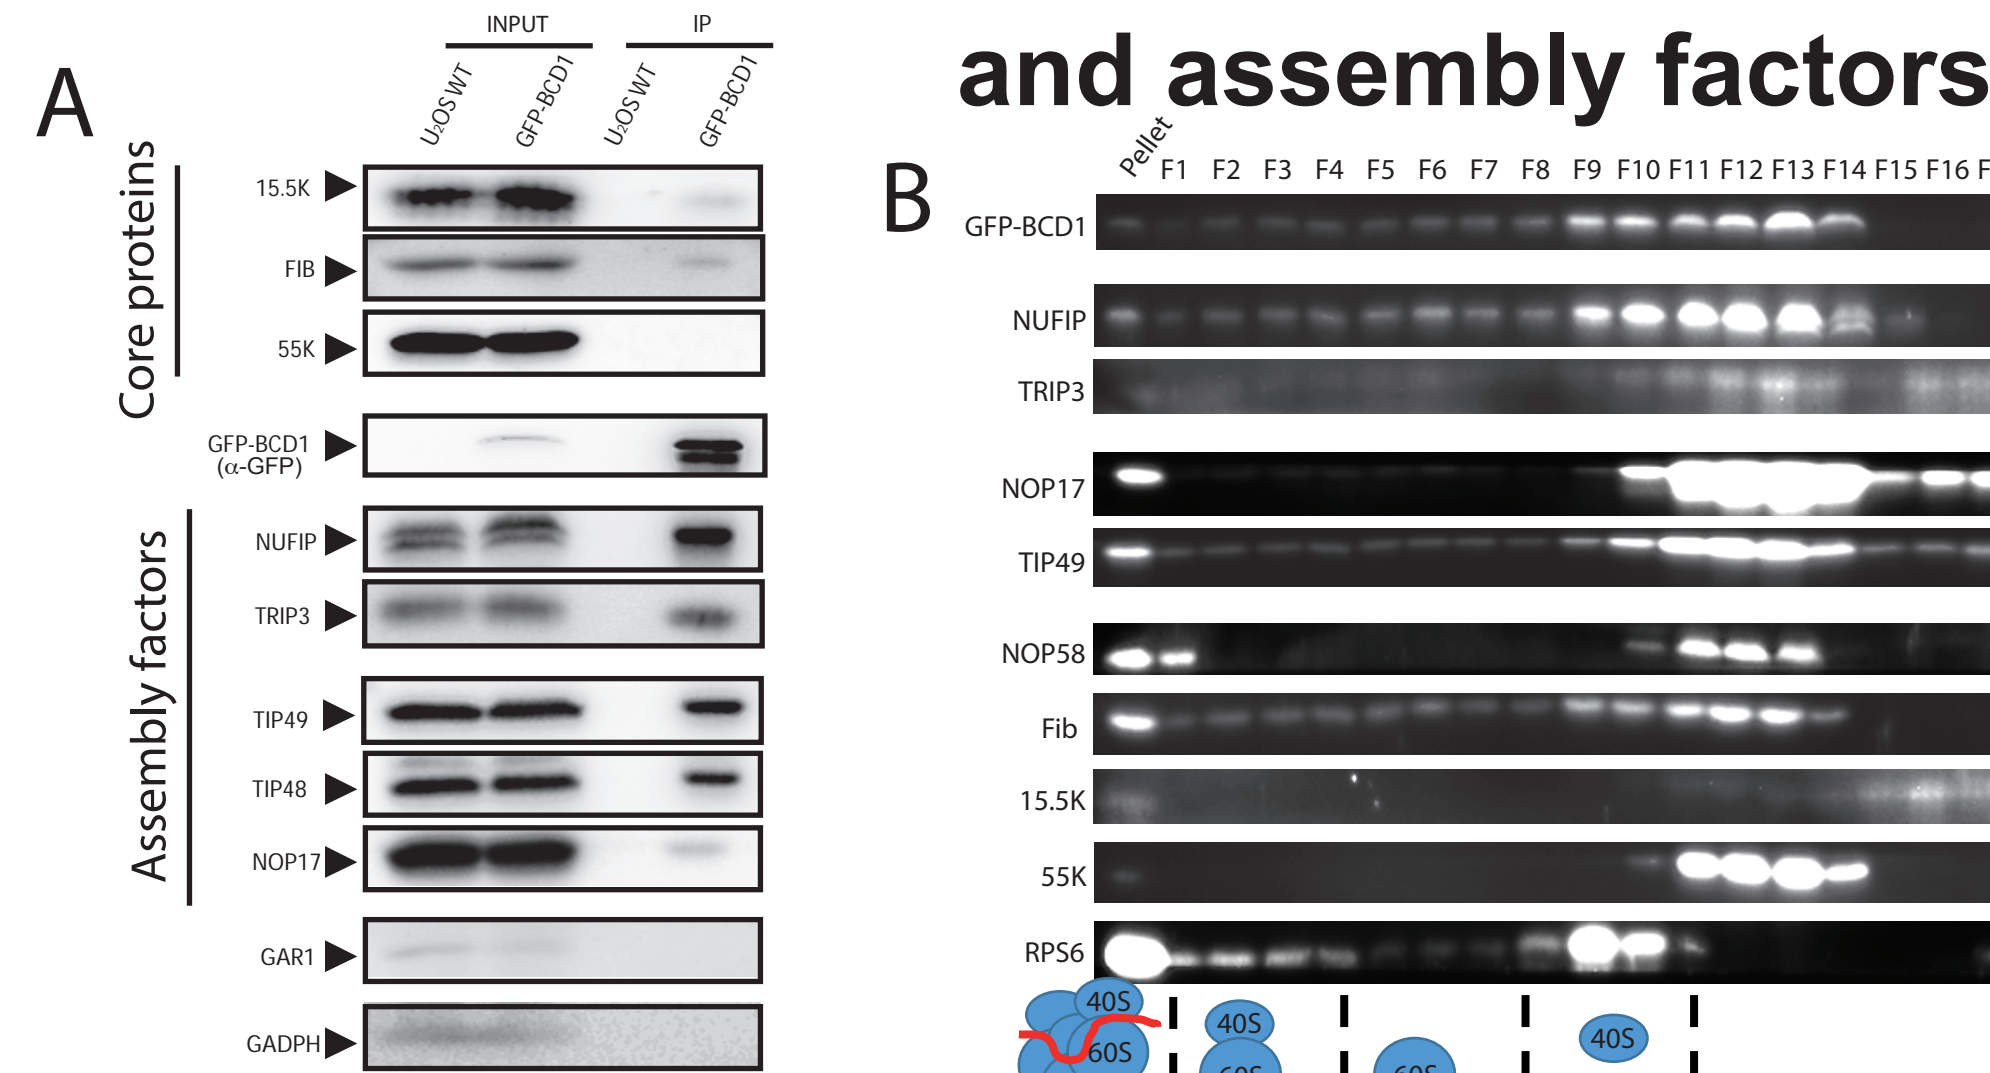 and assembly factors
A
INPUT
IP
U2OS WT
GFP-BCD1
U2OS WT
GFP-BCD1
Core proteins
15.5K
FIB
55K
GFP-BCD1
(α-GFP)
Assembly factors
NUFIP
TRIP3
TIP49
TIP48
NOP17
GAR1
GADPH
B
Pellet
F1 F2 F3 F4 F5 F6 F7 F8 F9 F10 F11 F12 F13 F14 F15 F16 F
GFP-BCD1
NUFIP
TRIP3
NOP17
TIP49
NOP58
Fib
15.5K
55K
RPS6
40S
60S
40S
60S
60S
40S